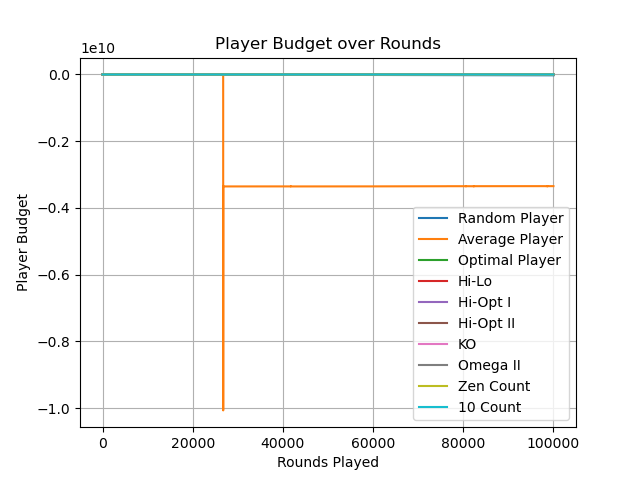 Player Budget over Rounds
1e10
0.0
−0.2
−0.4
−0.6
−0.8
−1.0
Player Budget
0 20000 40000 60000 80000 100000
Rounds Played
Random Player
Average Player
Optimal Player
Hi-Lo
Hi-Opt I
Hi-Opt II
KO
Omega II
Zen Count
10 Count